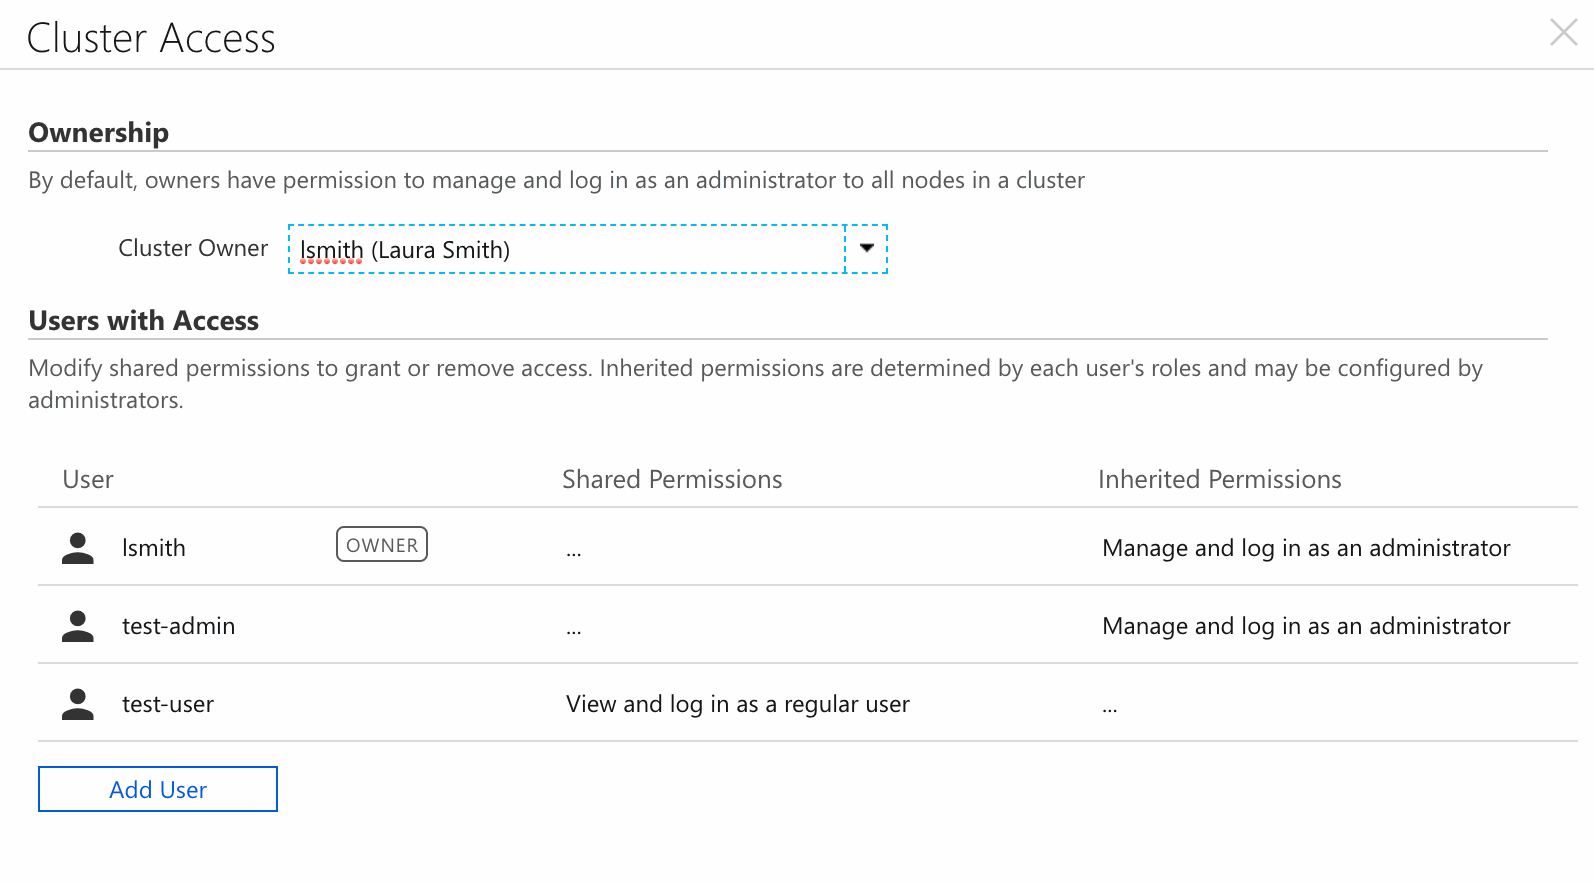 Cluster Access
Ownership
By default, owners have permission to manage and log in as an administrator to all nodes in a cluster
Cluster Owner lsmith (Laura Smith)
Users with Access
Modify shared permissions to grant or remove access. Inherited permissions are determined by each user's roles and may be configured by
administrators.
User Shared Permissions Inherited Permissions
lsmith OWNER ... Manage and log in as an administrator
test-admin ... Manage and log in as an administrator
test-user View and log in as a regular user ...
Add User